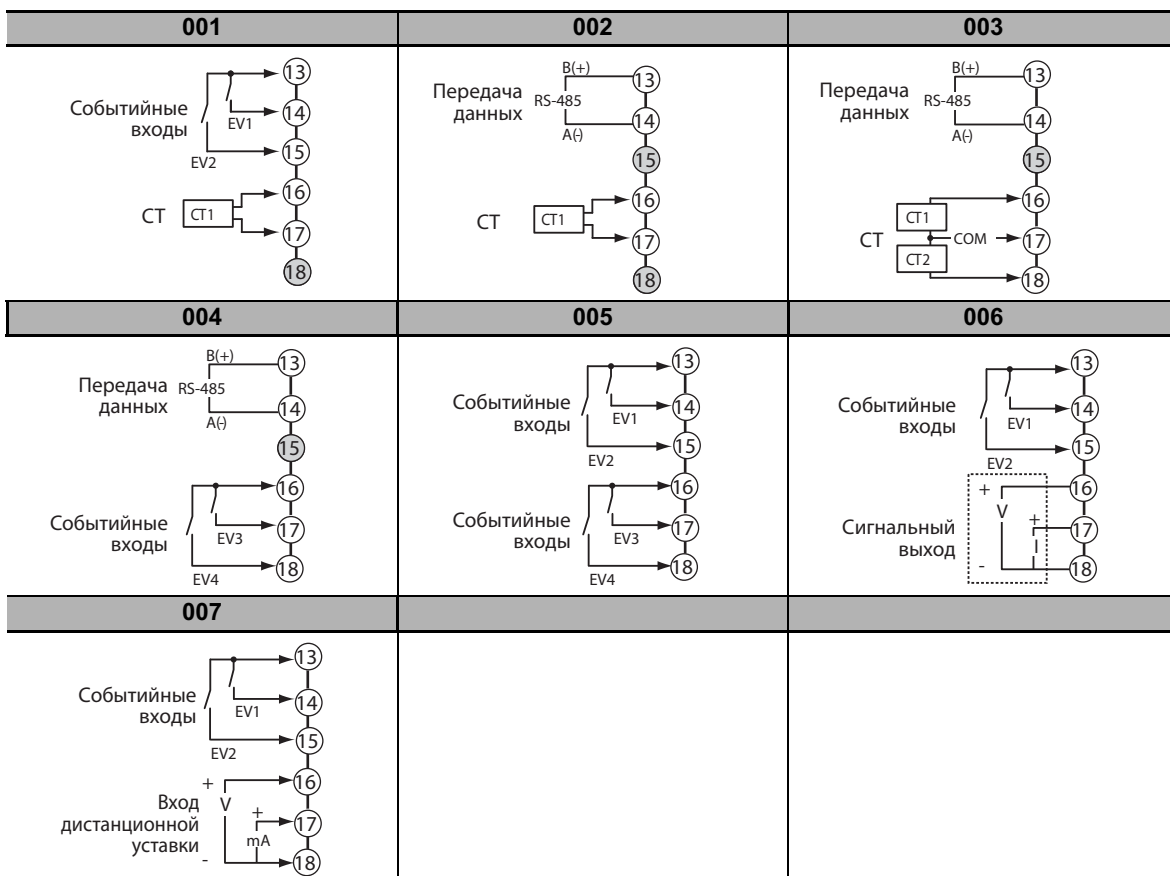 001
002
003
Событийные
входы
EV1
EV2
13
14
15
CT
CT1
16
17
18
Передача
данных
B(+)
RS-485
A(-)
13
14
15
CT
CT1
16
17
18
Передача
данных
B(+)
RS-485
A(-)
13
14
15
CT
CT1
COM
CT2
16
17
18
004
005
006
Передача
данных
B(+)
RS-485
A(-)
13
14
15
Событийные
входы
EV3
EV4
16
17
18
Событийные
входы
EV1
EV2
13
14
15
Событийные
входы
EV3
EV4
16
17
18
Событийные
входы
EV1
EV2
13
14
15
Сигнальный
выход
+
V
-
+
I
16
17
18
007
Событийные
входы
EV1
EV2
13
14
15
Вход
дистанционной
уставки
+
V
-
+
mA
16
17
18